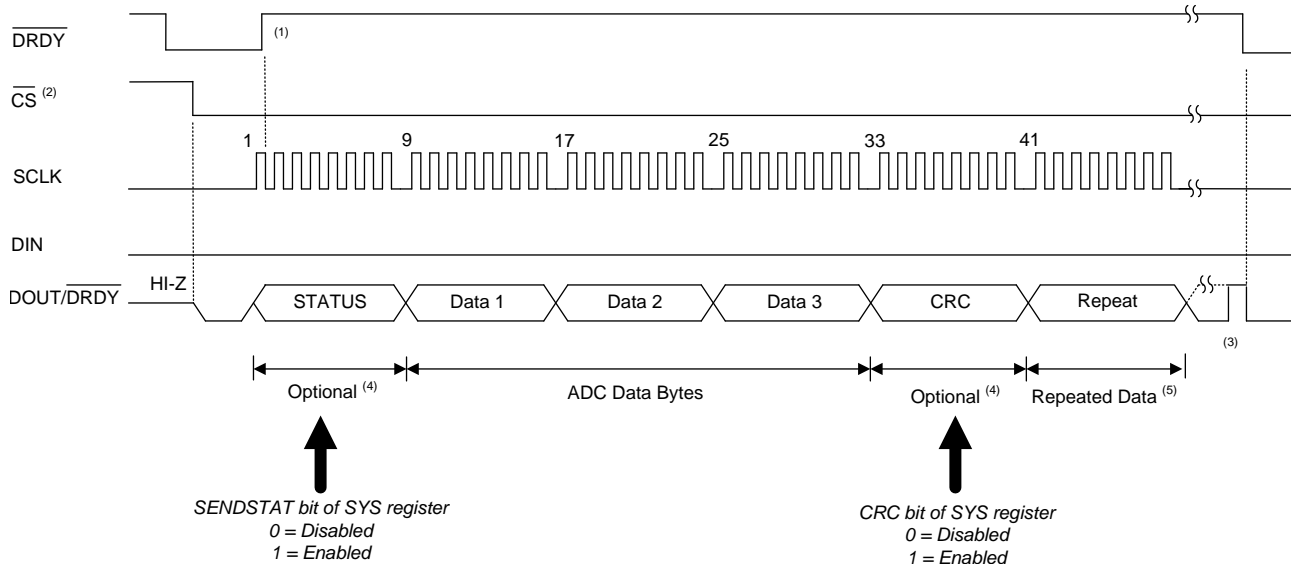 DRDY
(1)
CS (2)
1 9 17 25 33 41
SCLK
DIN
HI-Z
DOUT/DRDY
STATUS Data 1 Data 2 Data 3 CRC Repeat
(3)
Optional (4) ADC Data Bytes Optional (4) Repeated Data (5)
SENDSTAT bit of SYS register
0 = Disabled
1 = Enabled
CRC bit of SYS register
0 = Disabled
1 = Enabled